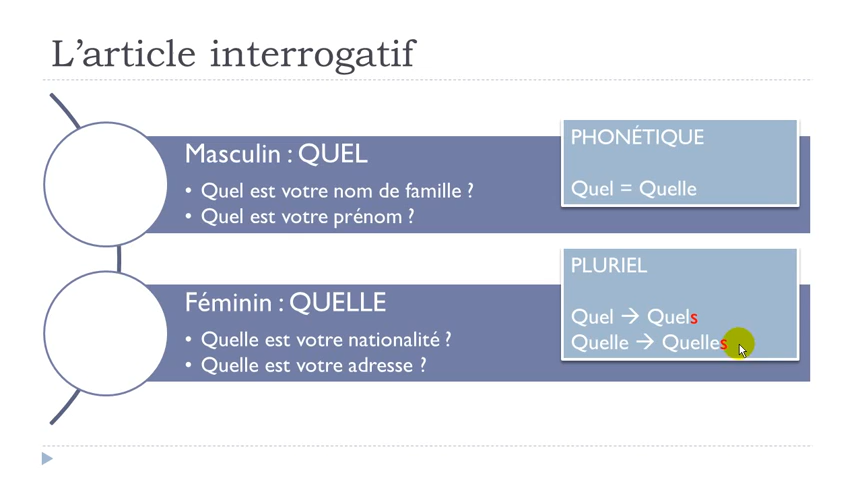 L’article interrogatif
Masculin : QUEL
• Quel est votre nom de famille ?
• Quel est votre prénom ?
PHONÉTIQUE
Quel = Quelle
Féminin : QUELLE
• Quelle est votre nationalité ?
• Quelle est votre adresse ?
PLURIEL
Quel → Quels
Quelle → Quelles